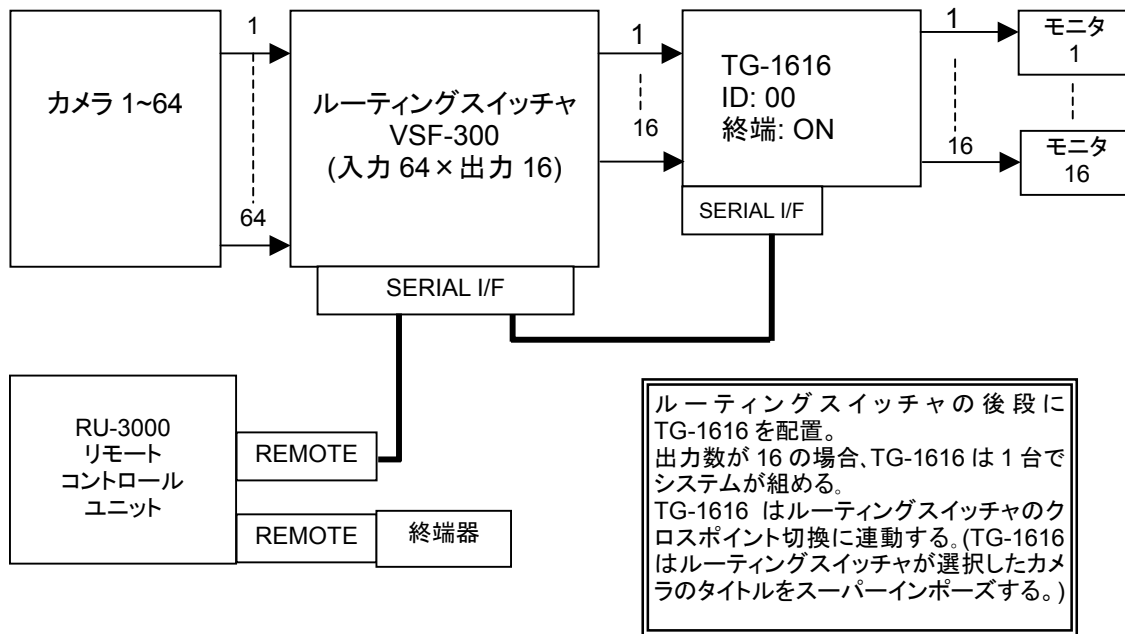 カメラ 1~64
1
64
ルーティングスイッチャ
VSF-300
(入力 64×出力 16)
SERIAL I/F
1
16
TG-1616
ID: 00
終端: ON
SERIAL I/F
1
16
モニタ
1
モニタ
16
RU-3000
リモート
コントロール
ユニット
REMOTE
REMOTE
終端器
ルーティングスイッチャの後段に
TG-1616 を配置。
出力数が 16 の場合、TG-1616 は 1 台で
システムが組める。
TG-1616 はルーティングスイッチャのク
ロスポイント切換に連動する。(TG-1616
はルーティングスイッチャが選択したカメ
ラのタイトルをスーパーインポーズする。)